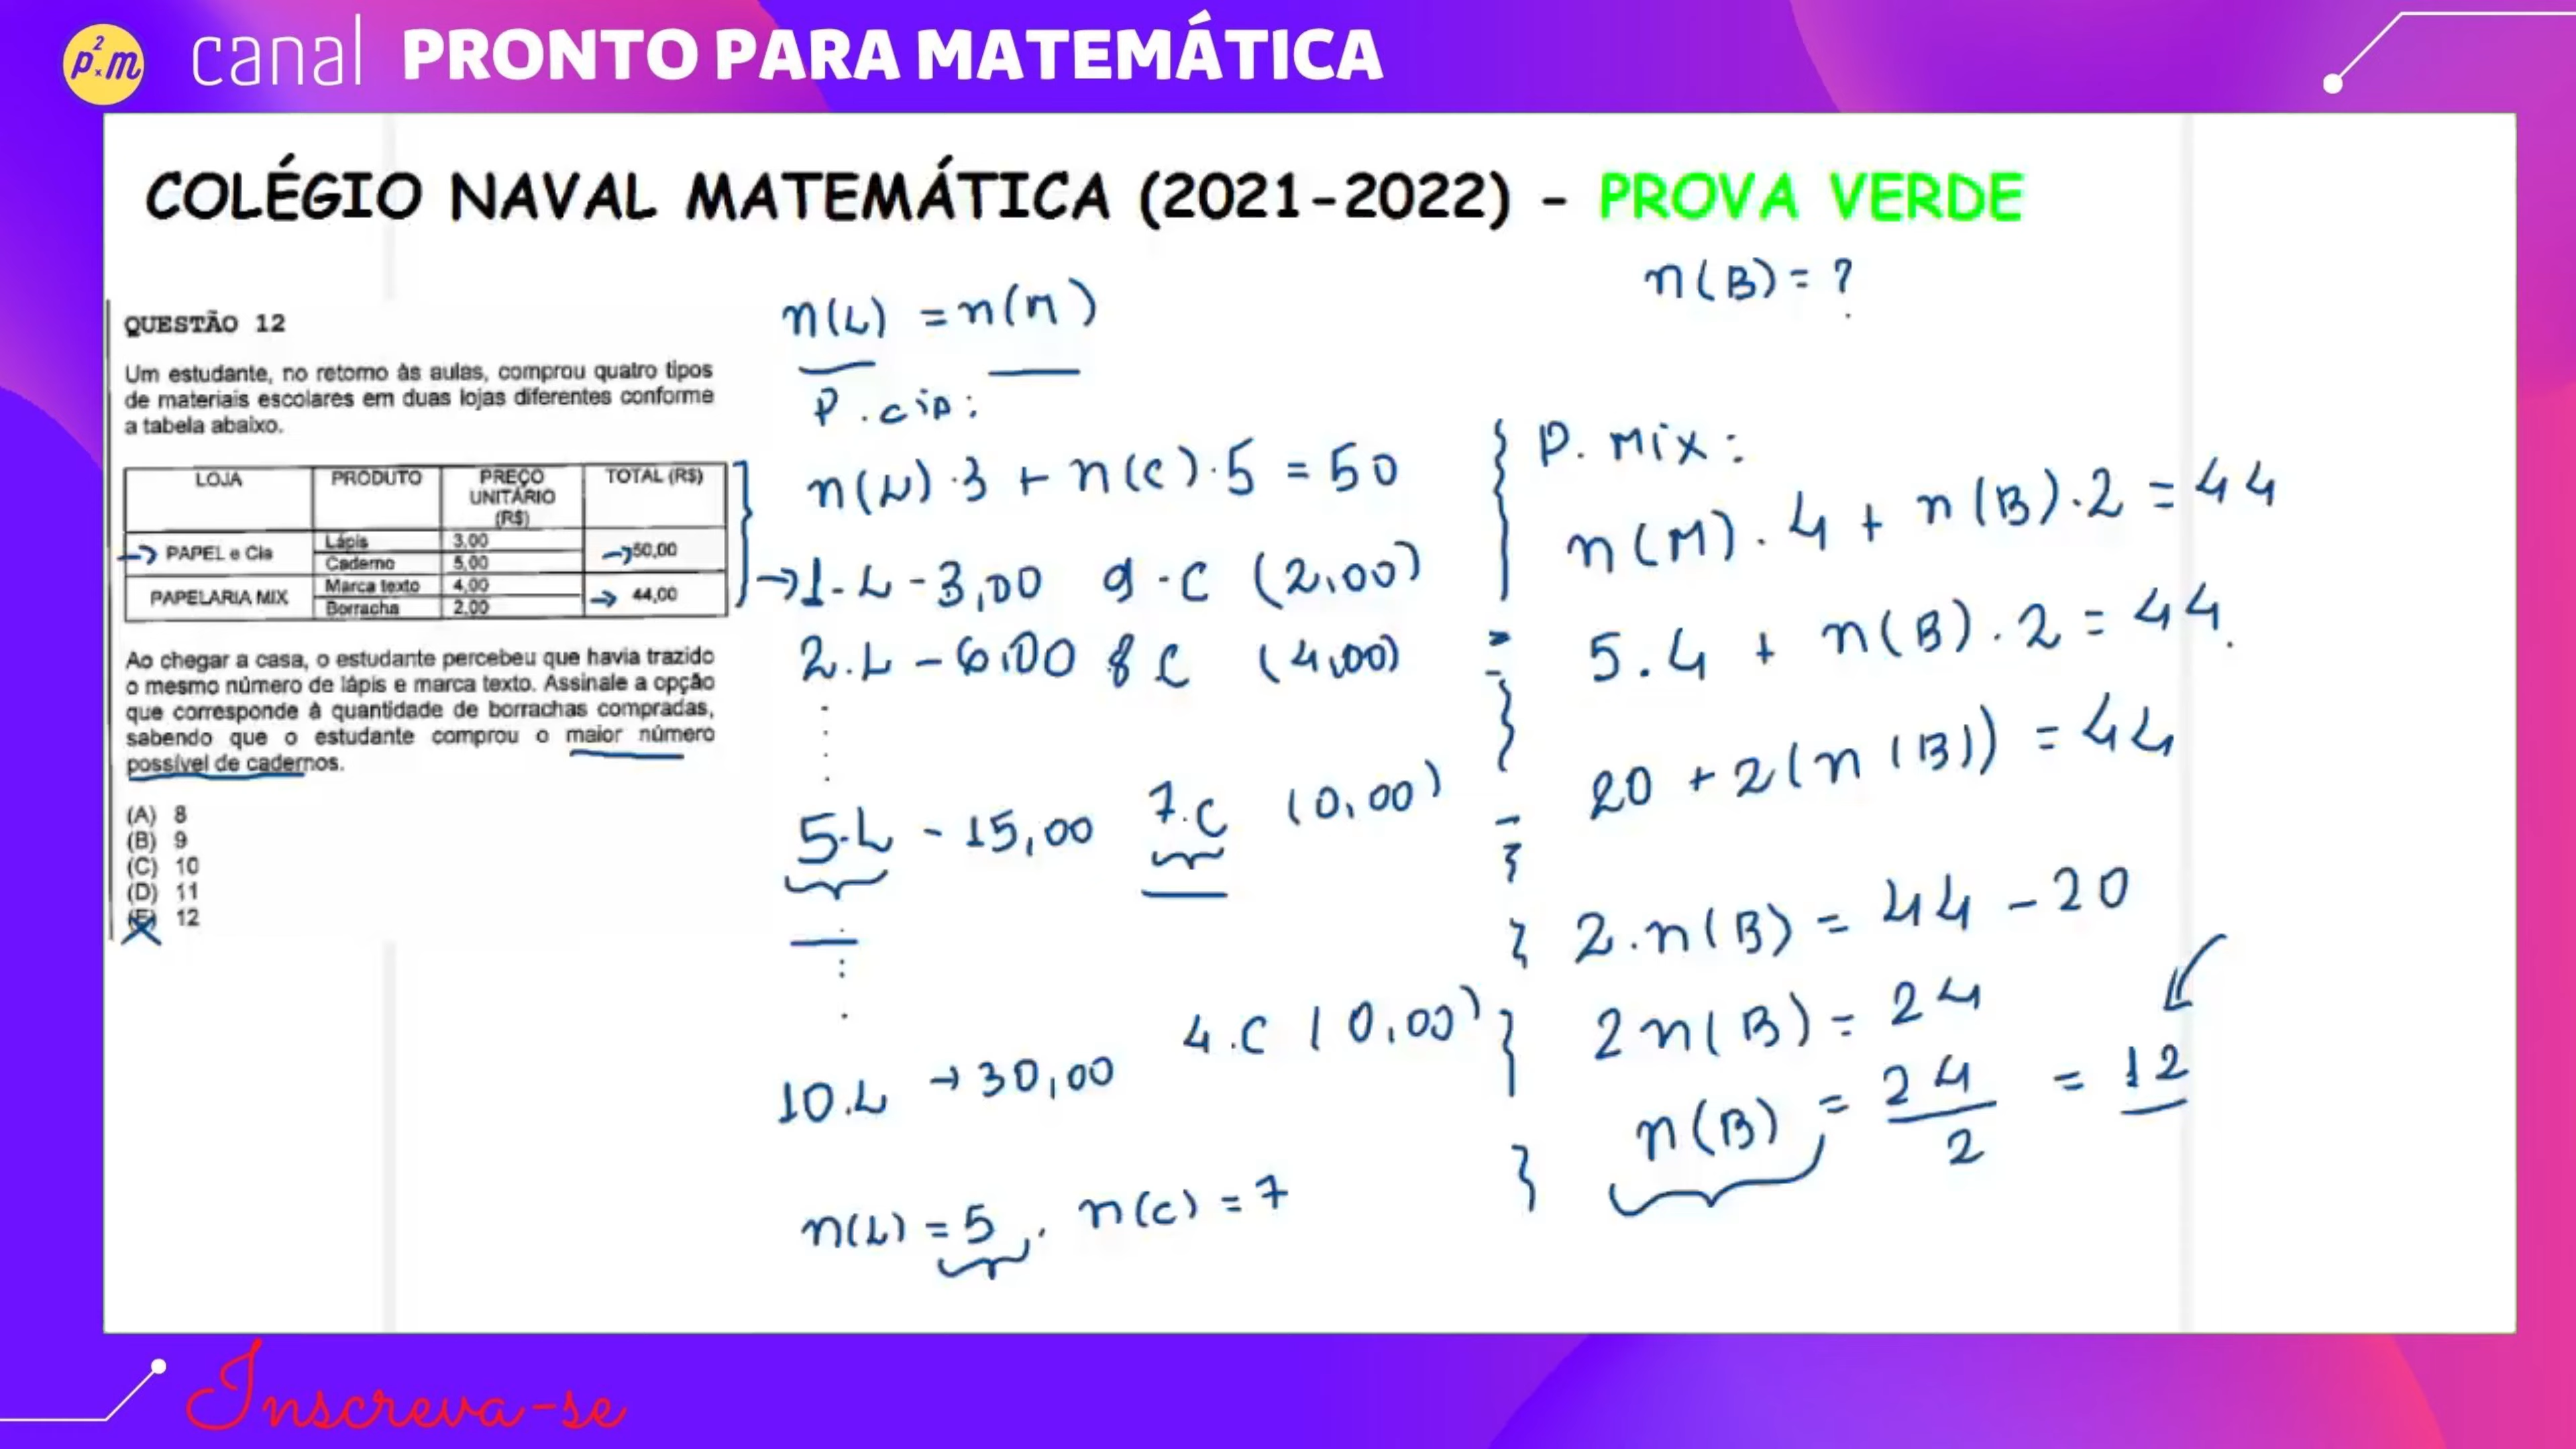 p²xm canal PRONTO PARA MATEMÁTICA
COLÉGIO NAVAL MATEMÁTICA (2021-2022) - PROVA VERDE
QUESTÃO 12
Um estudante, no retorno às aulas, comprou quatro tipos
de materiais escolares em duas lojas diferentes conforme
a tabela abaixo.
LOJA PRODUTO PREÇO UNITÁRIO (R$) TOTAL (R$)
→ PAPEL e Cia Lápis 3,00 → 50,00
Caderno 5,00
PAPELARIA MIX Marca texto 4,00 → 44,00
Borracha 2,00
Ao chegar a casa, o estudante percebeu que havia trazido
o mesmo número de lápis e marca texto. Assinale a opção
que corresponde à quantidade de borrachas compradas,
sabendo que o estudante comprou o maior número
possível de cadernos.
(A) 8
(B) 9
(C) 10
(D) 11
(E) 12
n(L) = n(M)
P. cia:
n(L)·3 + n(C)·5 = 50
→ 1·L - 3,00 9·C (2,00)
2·L - 6,00 8 C (4,00)
5·L - 15,00 7·C (0,00)
10·L → 30,00 4·C (0,00)
n(L) = 5, n(C) = 7
n(B) = ?
P. Mix:
n(M)·4 + n(B)·2 = 44
5·4 + n(B)·2 = 44.
20 + 2(n(B)) = 44
2·n(B) = 44 - 20
2n(B) = 24
n(B) = 24/2 = 12
Inscreva-se